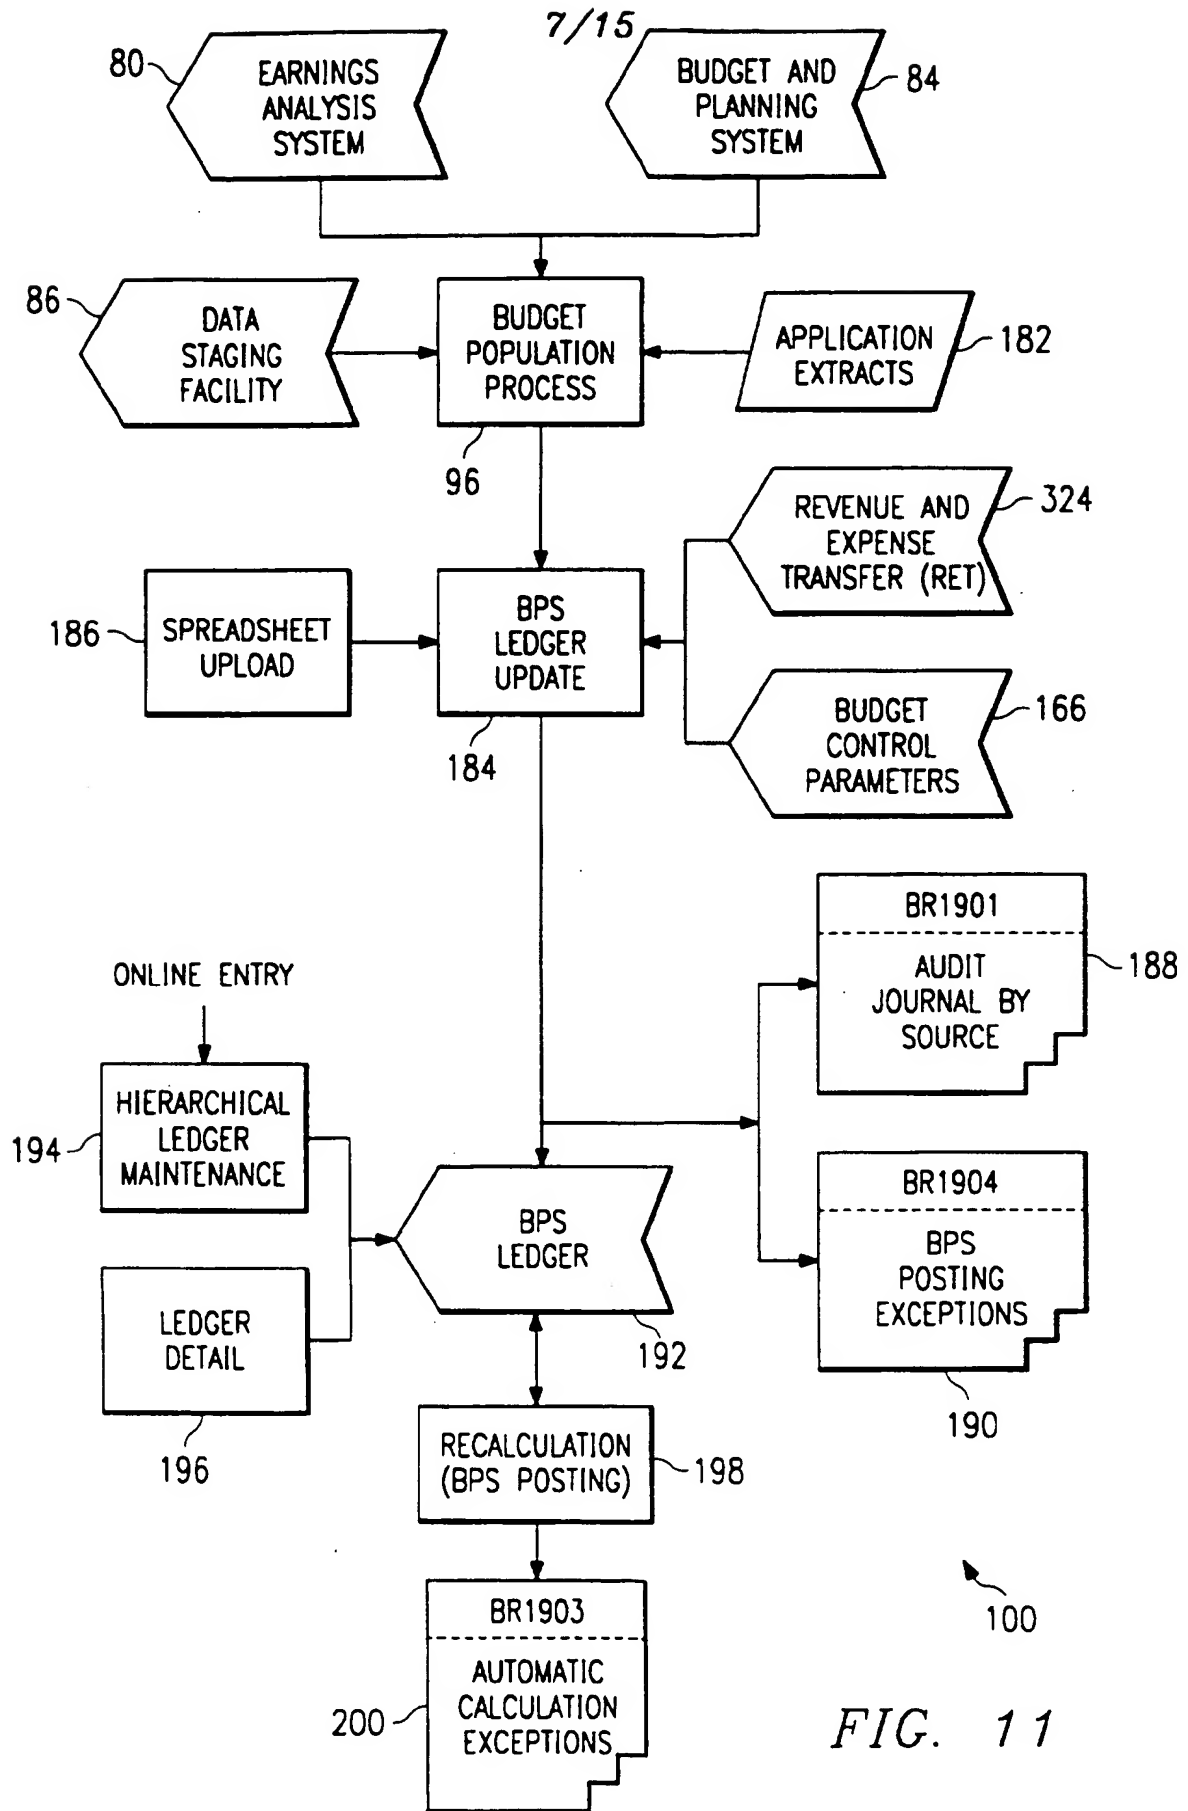 7/15
80
EARNINGS
ANALYSIS
SYSTEM
BUDGET AND
PLANNING
SYSTEM
84
86
DATA
STAGING
FACILITY
BUDGET
POPULATION
PROCESS
96
APPLICATION
EXTRACTS
182
REVENUE AND
EXPENSE
TRANSFER (RET)
324
186
SPREADSHEET
UPLOAD
BPS
LEDGER
UPDATE
184
BUDGET
CONTROL
PARAMETERS
166
BR1901
AUDIT
JOURNAL BY
SOURCE
188
ONLINE ENTRY
194
HIERARCHICAL
LEDGER
MAINTENANCE
BPS
LEDGER
192
BR1904
BPS
POSTING
EXCEPTIONS
190
LEDGER
DETAIL
196
RECALCULATION
(BPS POSTING)
198
BR1903
AUTOMATIC
CALCULATION
EXCEPTIONS
200
100
FIG. 11